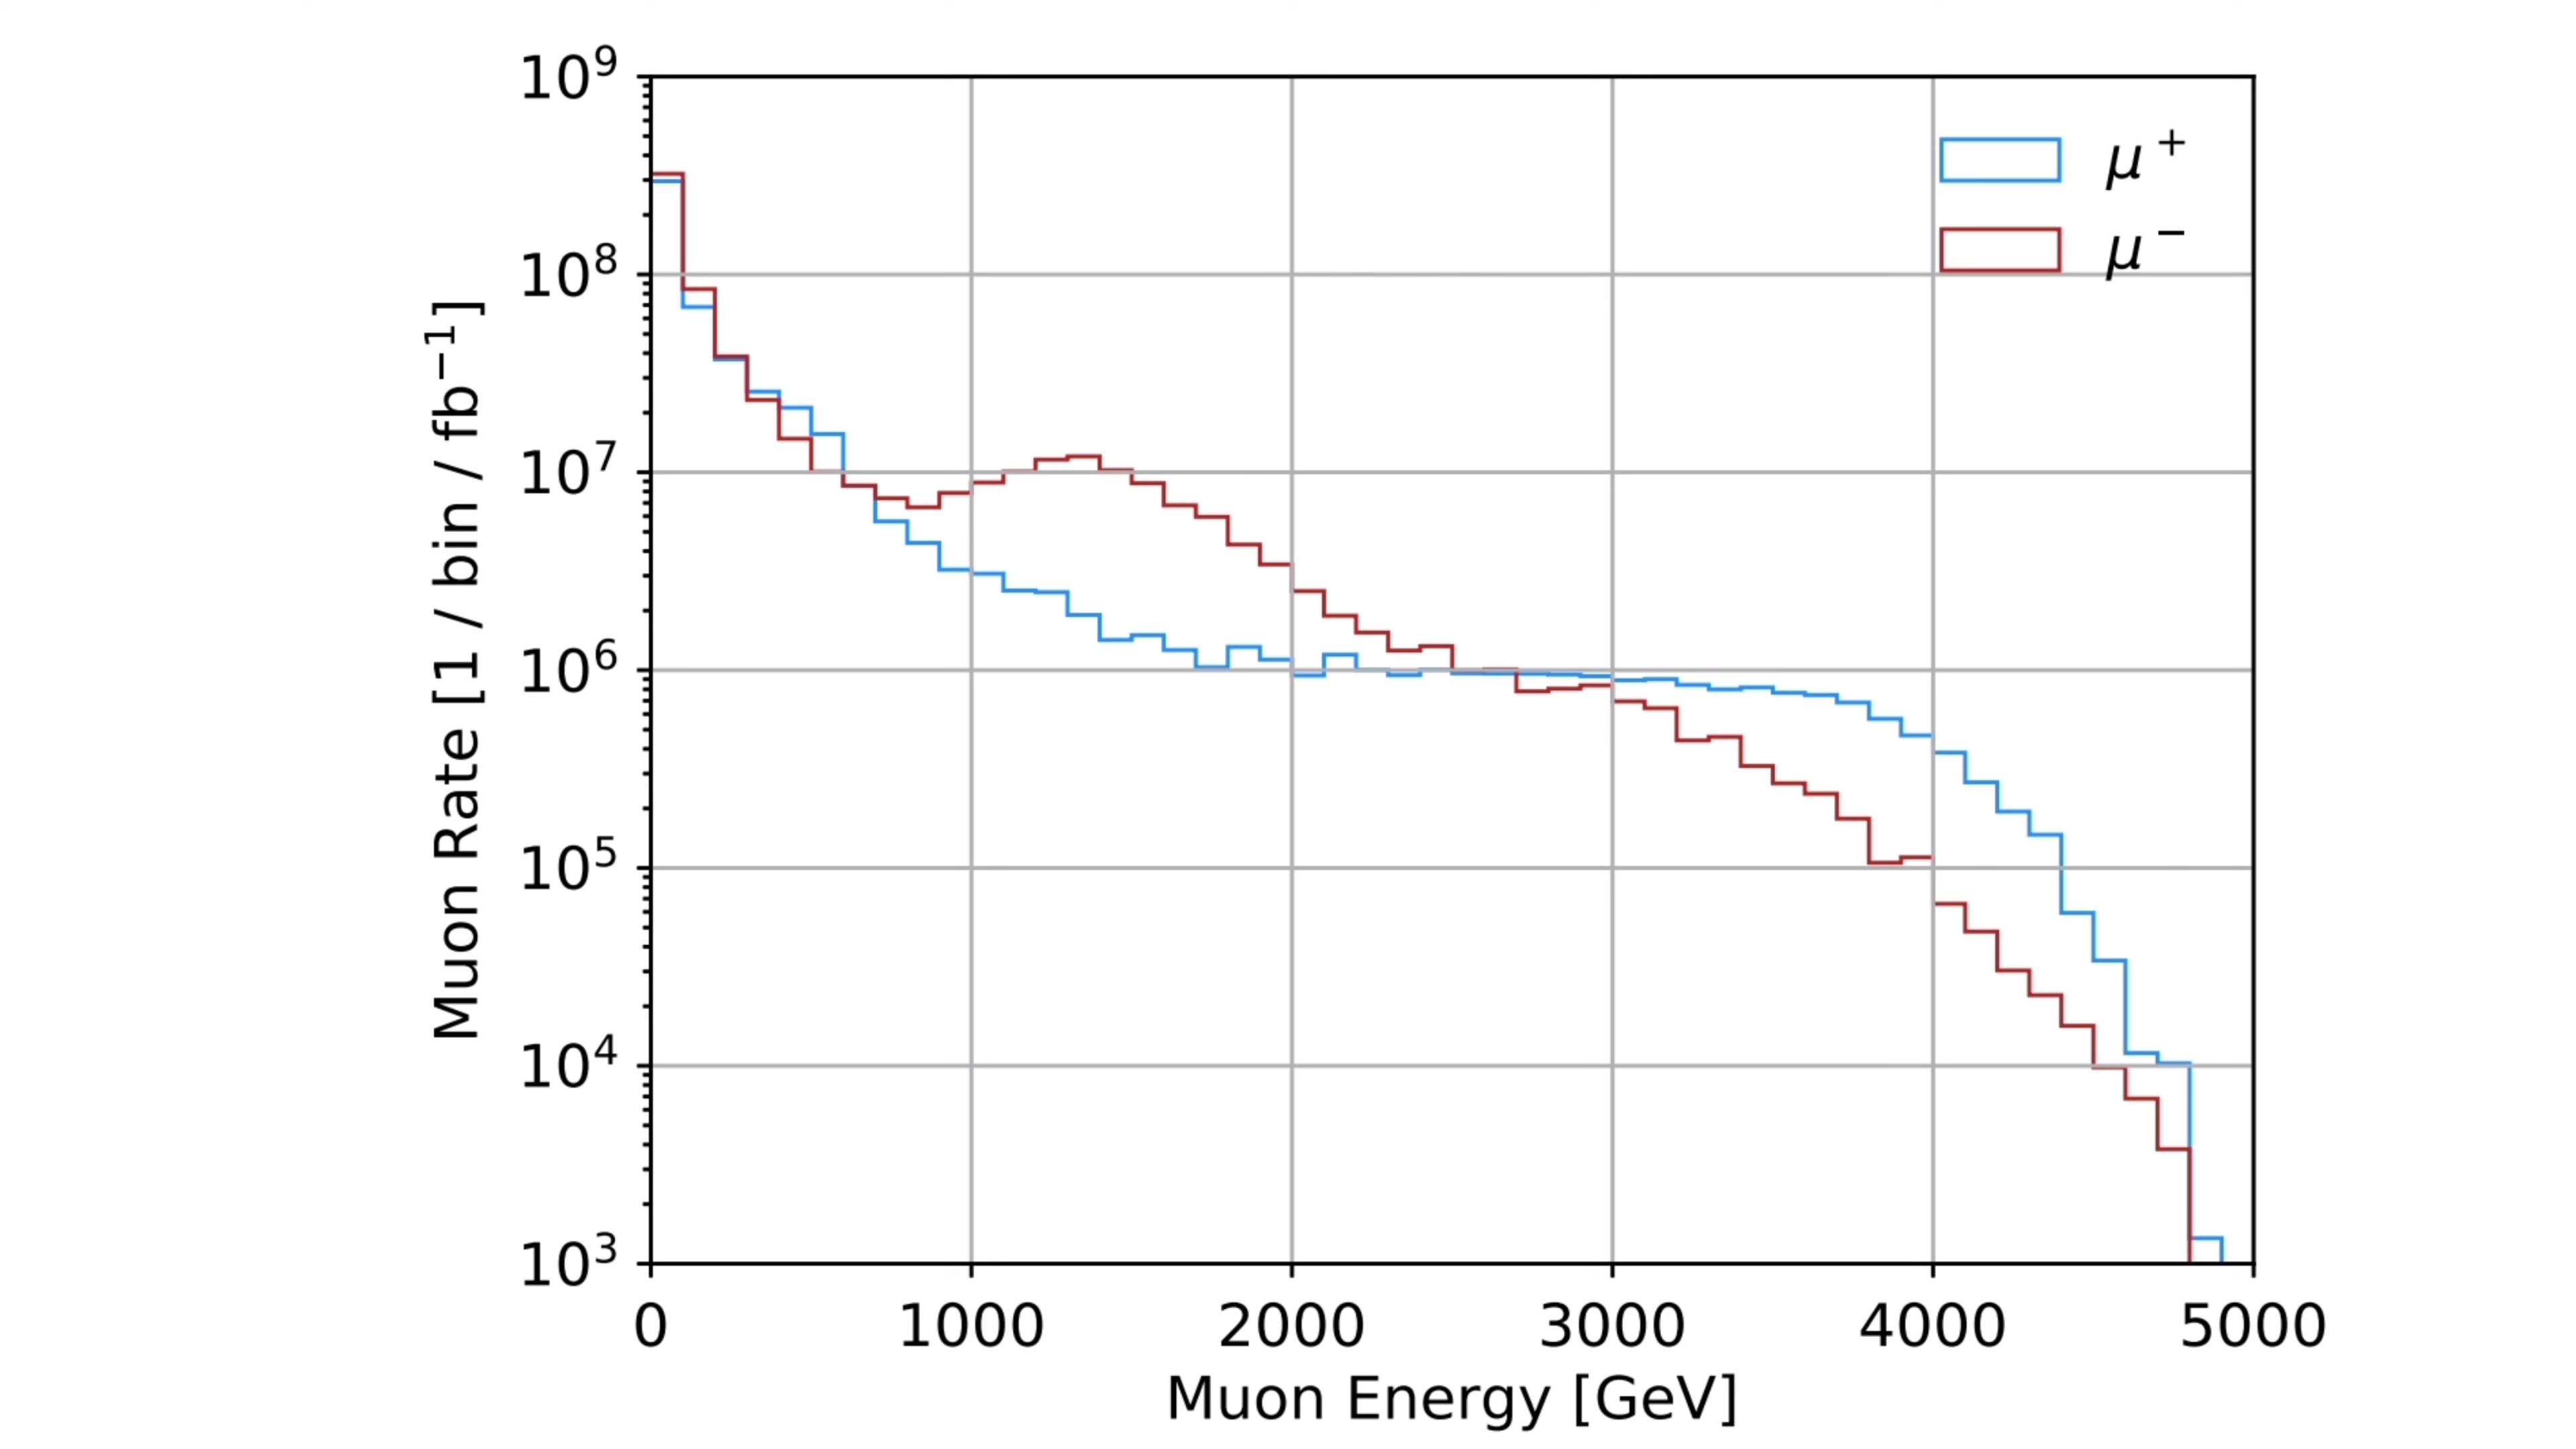 10⁹
10⁸
10⁷
10⁶
10⁵
10⁴
10³
Muon Rate [1 / bin / fb⁻¹]
μ⁺
μ⁻
0 1000 2000 3000 4000 5000
Muon Energy [GeV]